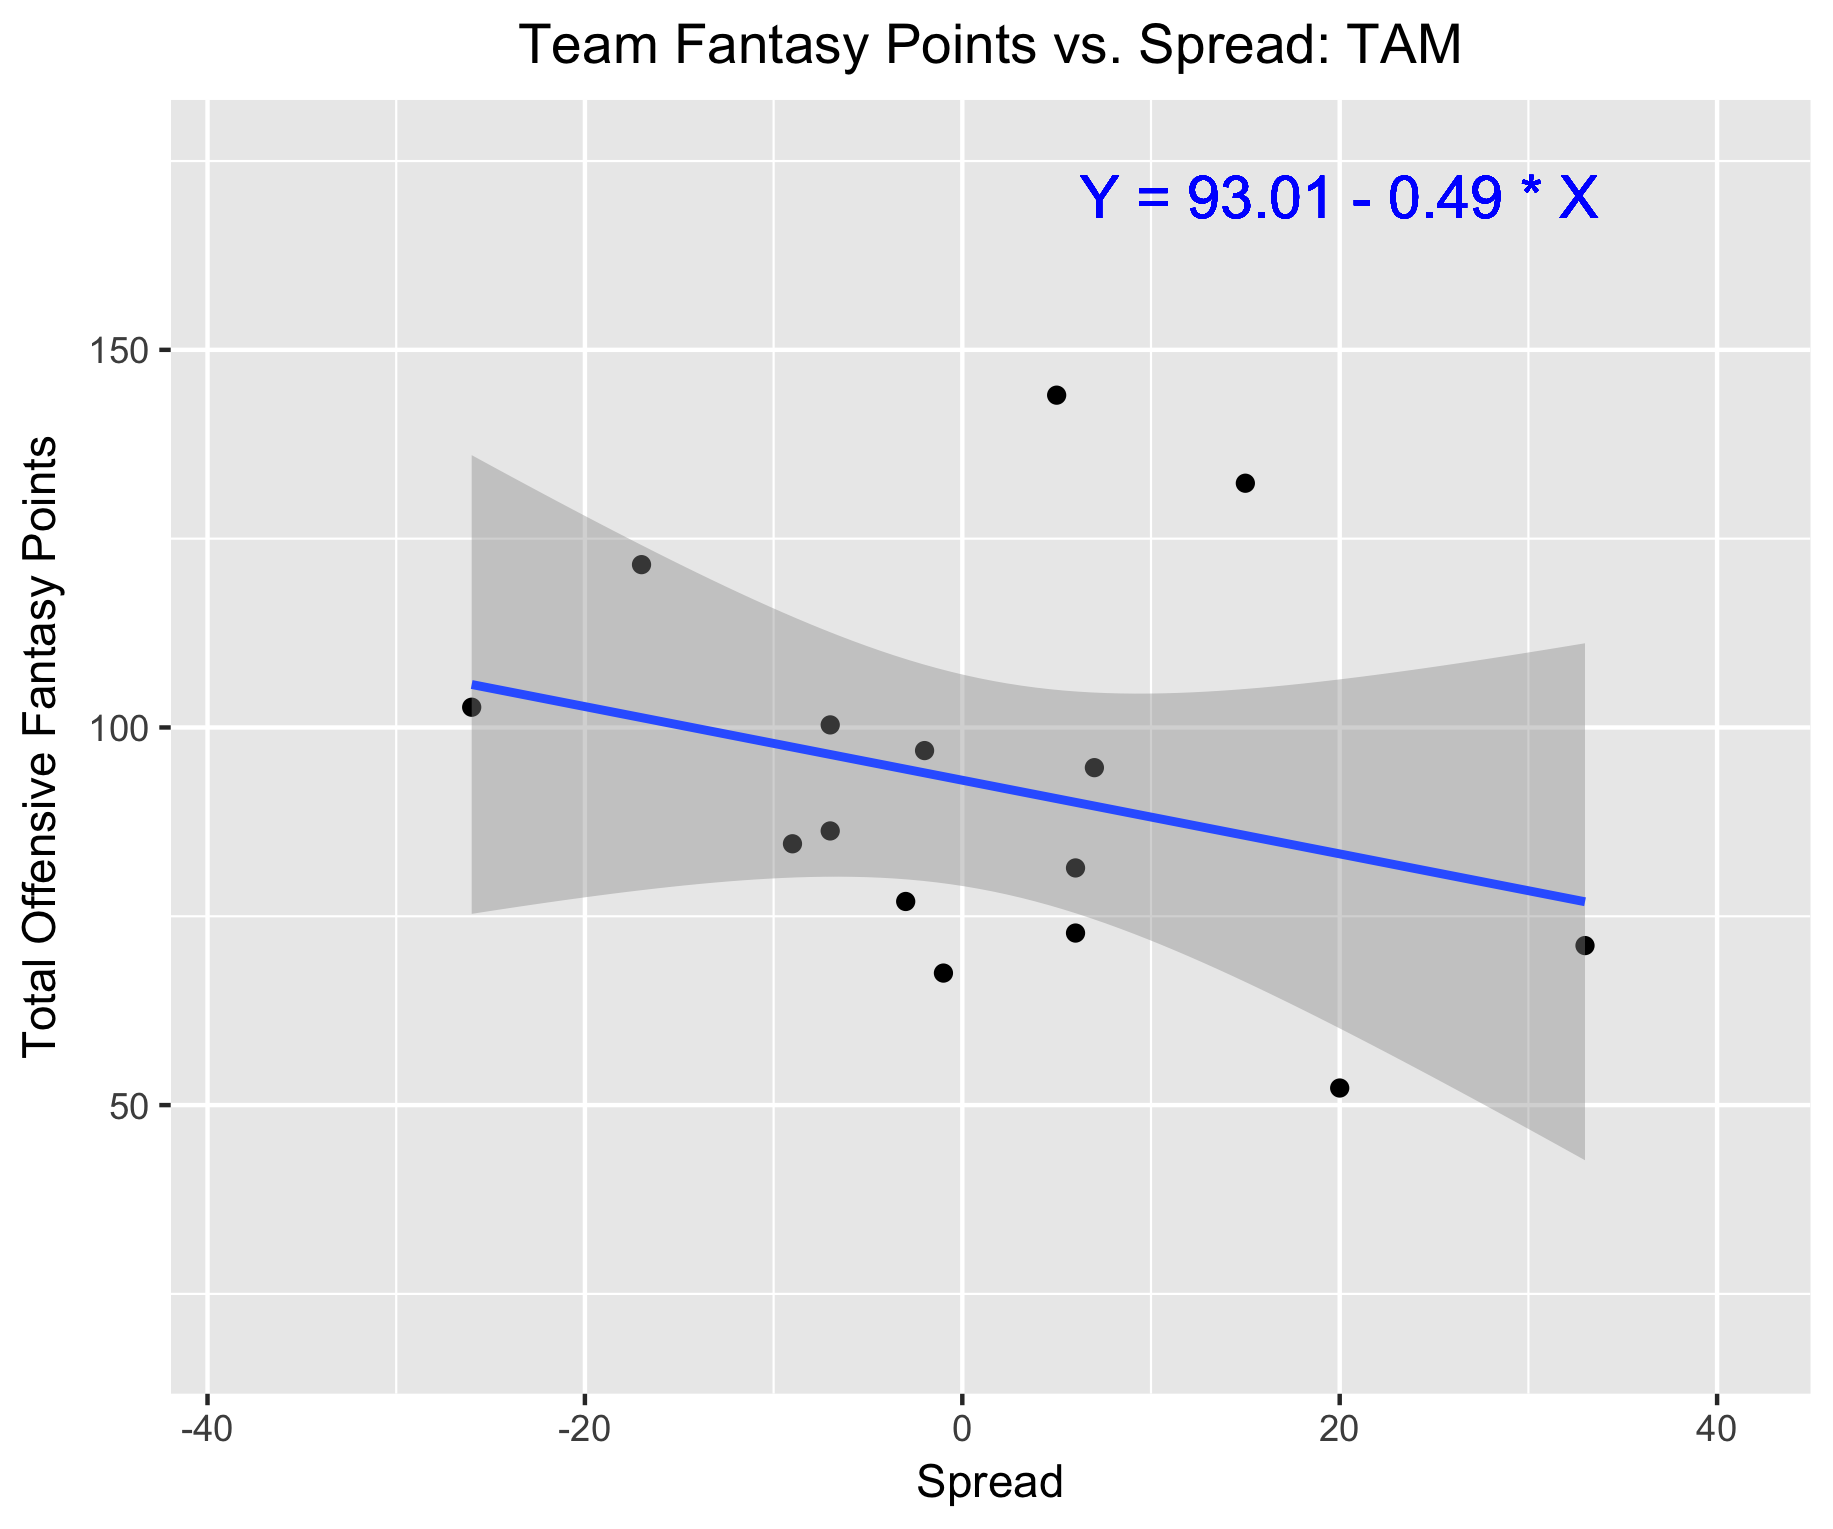 Team Fantasy Points vs. Spread: TAM
Y = 93.01 - 0.49 * X
Total Offensive Fantasy Points
150
100
50
-40
-20
0
20
40
Spread